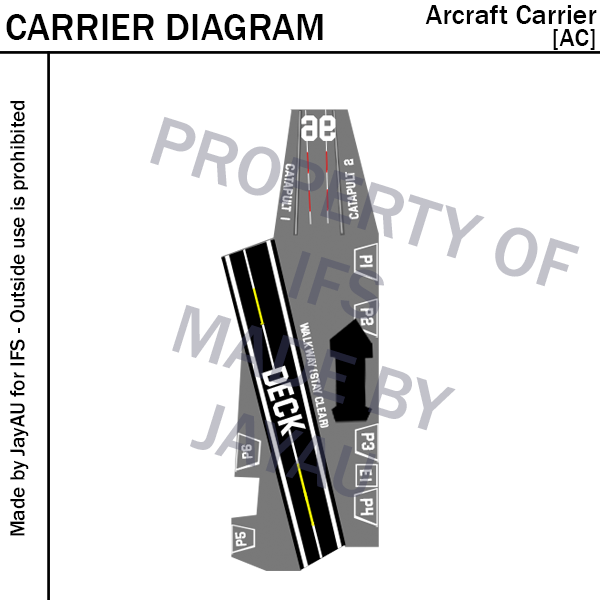 CARRIER DIAGRAM
Arcraft Carrier
[AC]
Made by JayAU for IFS - Outside use is prohibited
96
CATAPULT 1
CATAPULT 2
P1
P2
WALKWAY (STAY CLEAR)
DECK
P3
E1
P4
P6
P5
PROPERTY OF
IFS
MADE BY
JAYAU